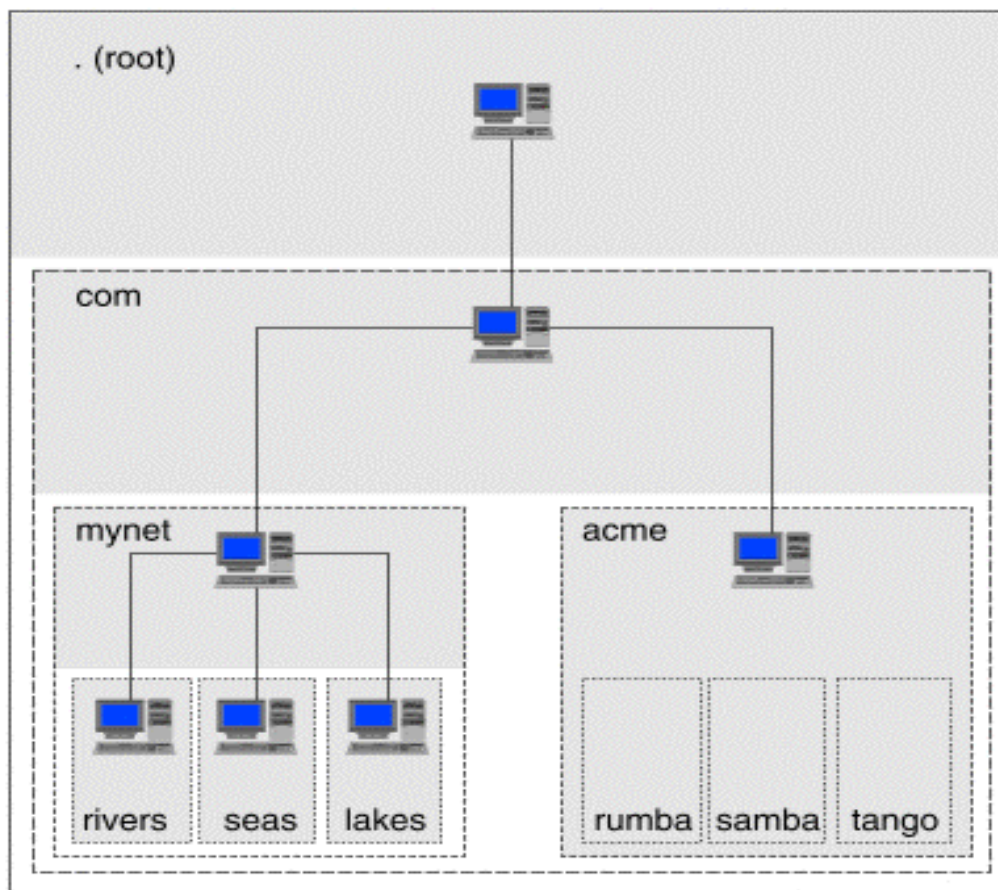 . (root)
com
mynet
acme
rivers
seas
lakes
rumba
samba
tango